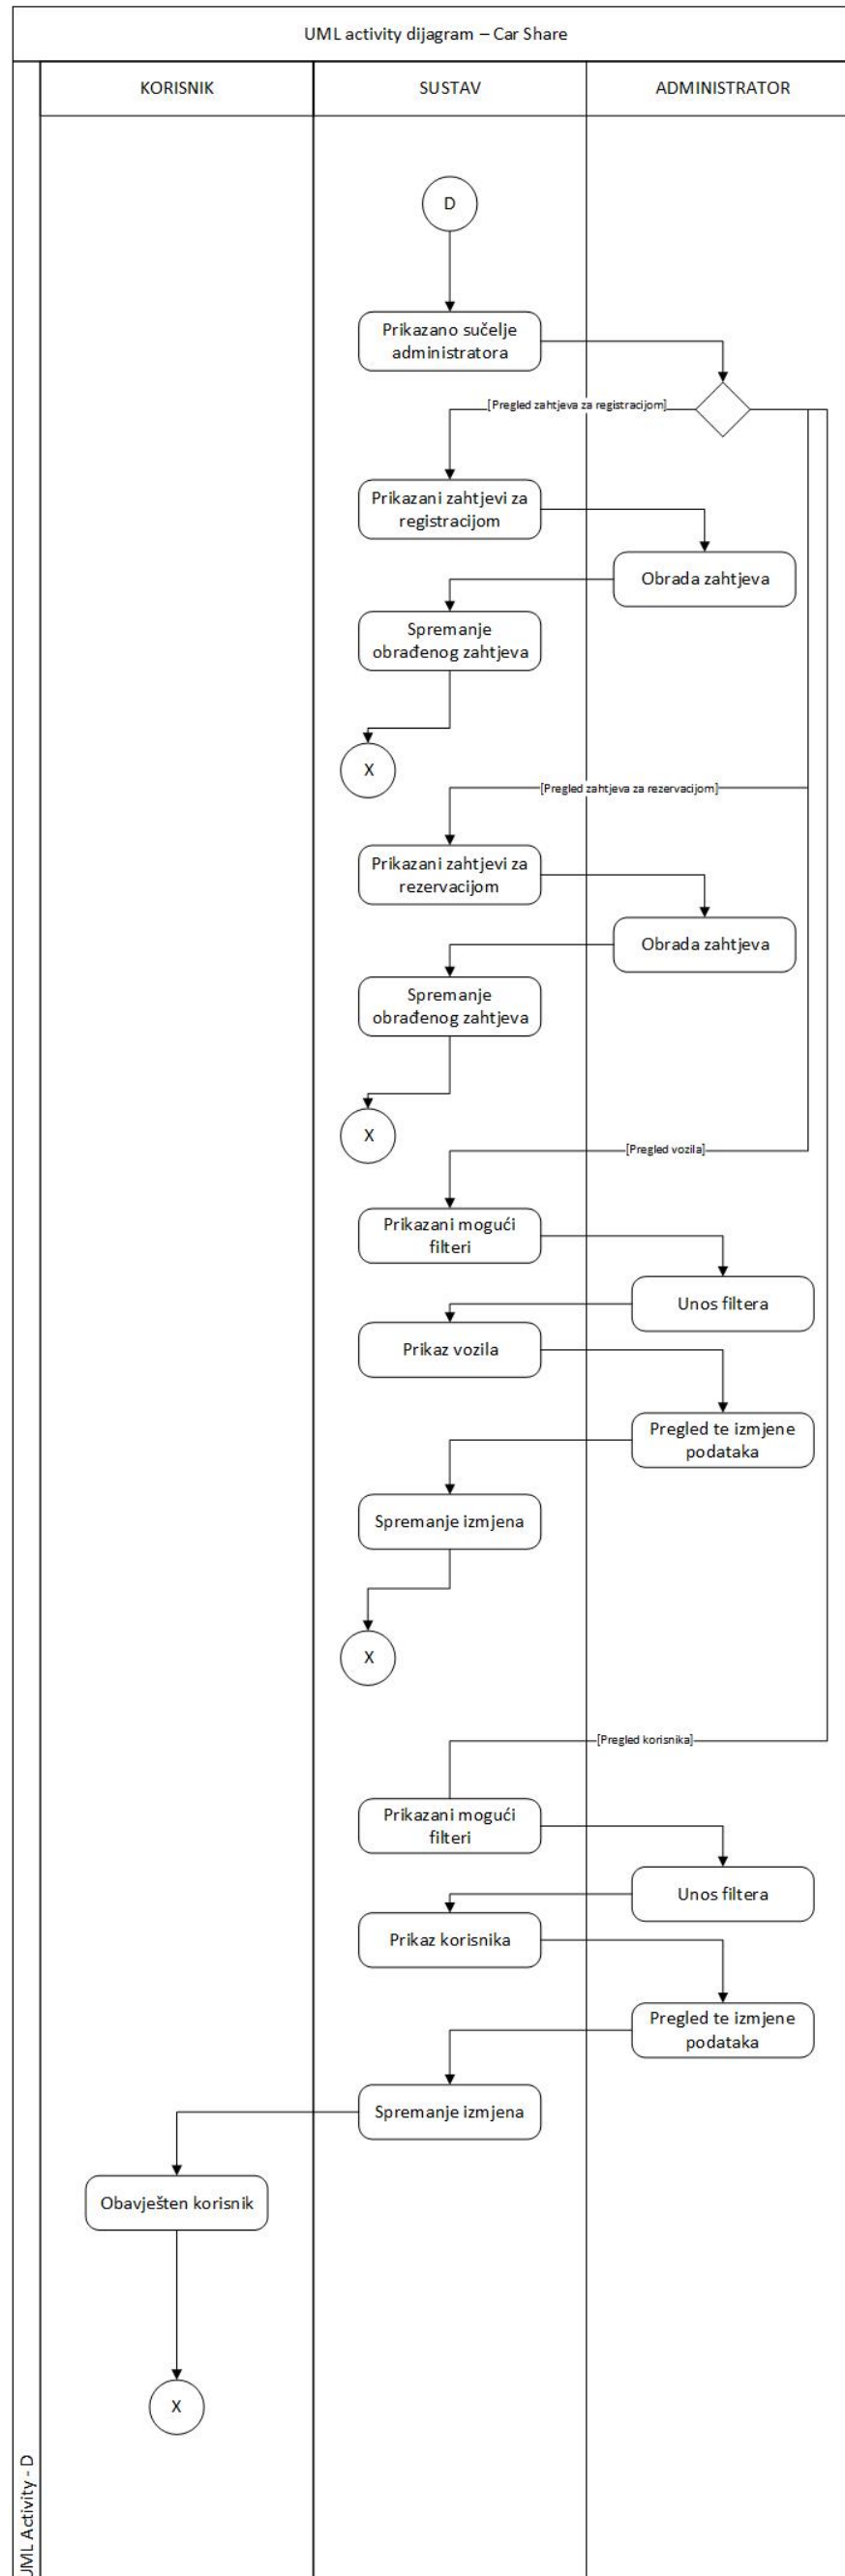 UML activity dijagram – Car Share
KORISNIK
SUSTAV
ADMINISTRATOR
D
Prikazano sučelje
administratora
[Pregled zahtjeva za registracijom]
Prikazani zahtjevi za
registracijom
Obrada zahtjeva
Spremanje
obrađenog zahtjeva
X
[Pregled zahtjeva za rezervacijom]
Prikazani zahtjevi za
rezervacijom
Obrada zahtjeva
Spremanje
obrađenog zahtjeva
X
[Pregled vozila]
Prikazani mogući
filteri
Unos filtera
Prikaz vozila
Pregled te izmjene
podataka
Spremanje izmjena
X
[Pregled korisnika]
Prikazani mogući
filteri
Unos filtera
Prikaz korisnika
Pregled te izmjene
podataka
Spremanje izmjena
Obavješten korisnik
X
UML Activity - D